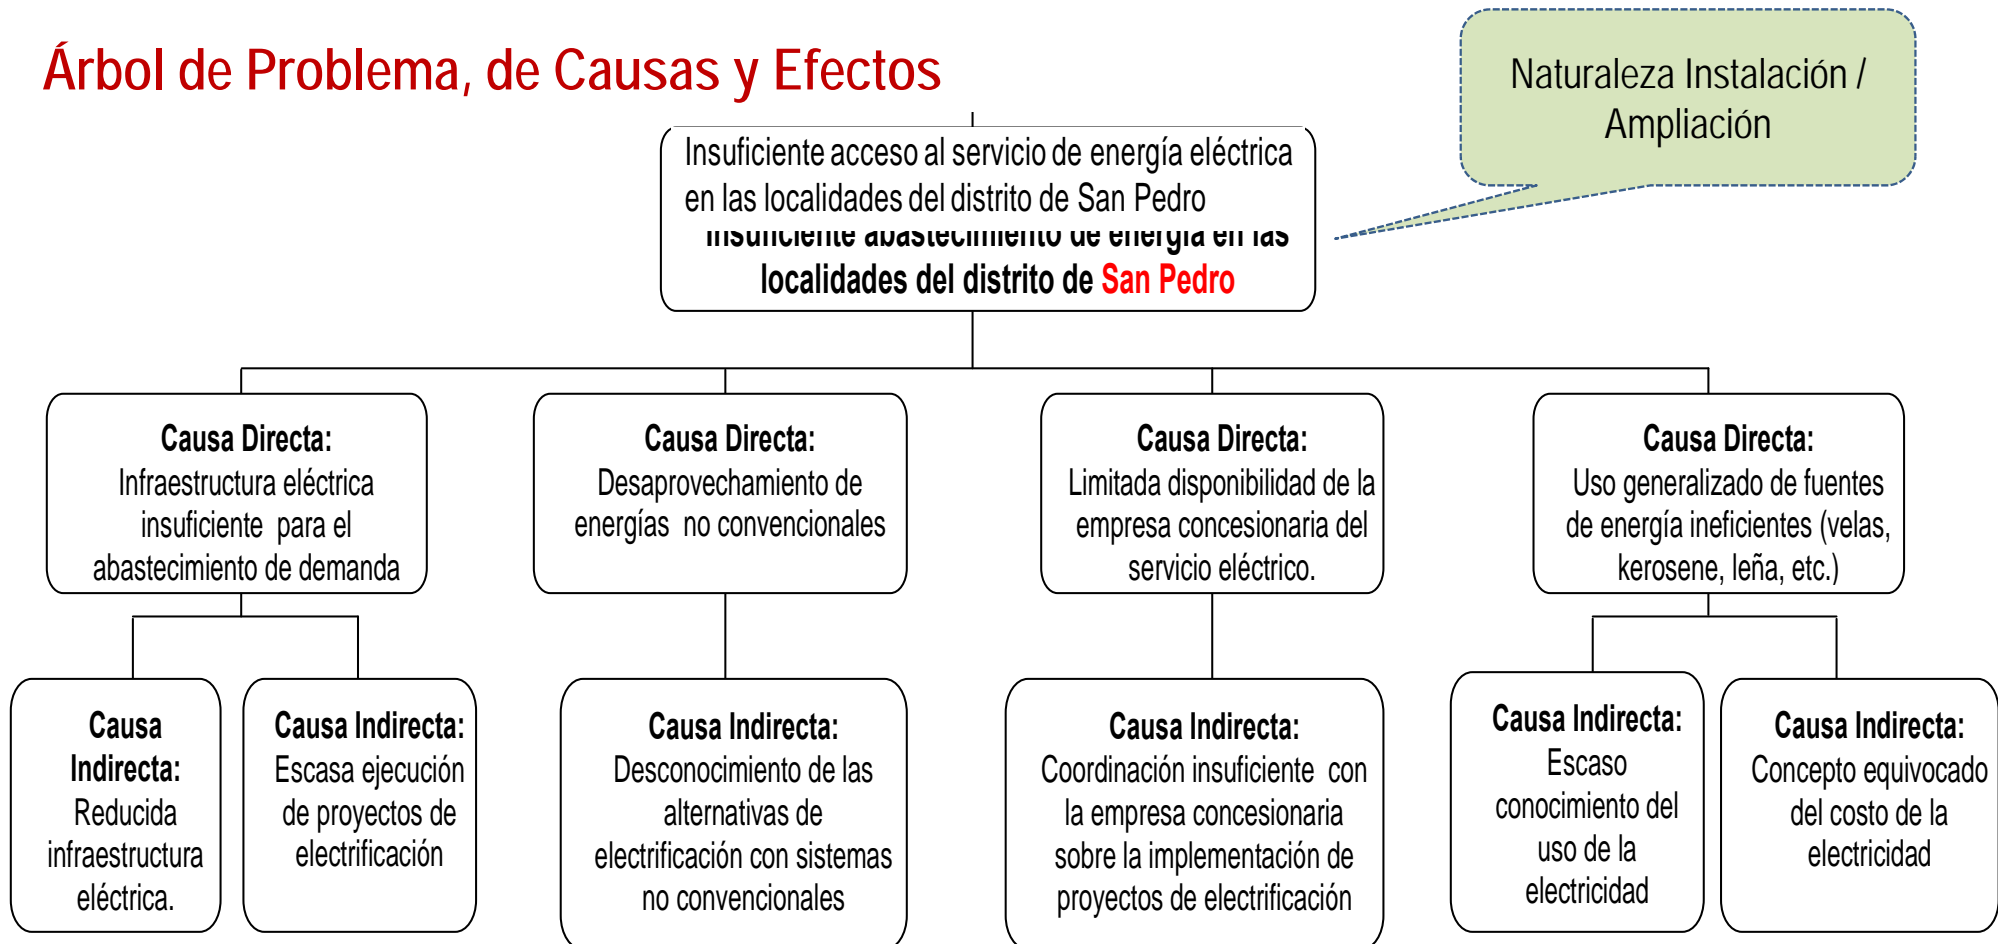 Árbol de Problema, de Causas y Efectos
Naturaleza Instalación /
Ampliación
Insuficiente acceso al servicio de energía eléctrica
en las localidades del distrito de San Pedro
Insuficiente abastecimiento de energía en las
localidades del distrito de San Pedro
Causa Directa:
Infraestructura eléctrica
insuficiente para el
abastecimiento de demanda
Causa Directa:
Desaprovechamiento de
energías no convencionales
Causa Directa:
Limitada disponibilidad de la
empresa concesionaria del
servicio eléctrico.
Causa Directa:
Uso generalizado de fuentes
de energía ineficientes (velas,
kerosene, leña, etc.)
Causa
Indirecta:
Reducida
infraestructura
eléctrica.
Causa Indirecta:
Escasa ejecución
de proyectos de
electrificación
Causa Indirecta:
Desconocimiento de las
alternativas de
electrificación con sistemas
no convencionales
Causa Indirecta:
Coordinación insuficiente con
la empresa concesionaria
sobre la implementación de
proyectos de electrificación
Causa Indirecta:
Escaso
conocimiento del
uso de la
electricidad
Causa Indirecta:
Concepto equivocado
del costo de la
electricidad